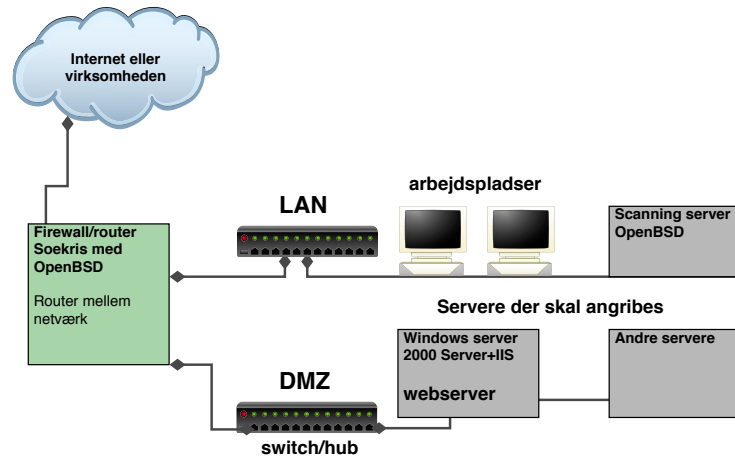 Internet eller
virksomheden
LAN
arbejdspladser
Scanning server
OpenBSD
Firewall/router
Soekris med
OpenBSD
Router mellem
netværk
Servere der skal angribes
Windows server
2000 Server+IIS
webserver
Andre servere
DMZ
switch/hub